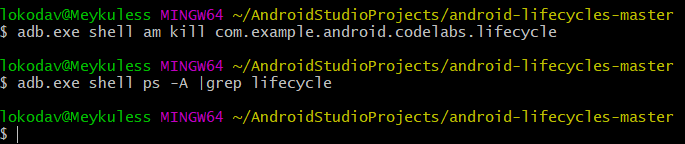 lokodav@Meykuless MINGW64 ~/AndroidStudioProjects/android-lifecycles-master
$ adb.exe shell am kill com.example.android.codelabs.lifecycle
lokodav@Meykuless MINGW64 ~/AndroidStudioProjects/android-lifecycles-master
$ adb.exe shell ps -A |grep lifecycle
lokodav@Meykuless MINGW64 ~/AndroidStudioProjects/android-lifecycles-master
$